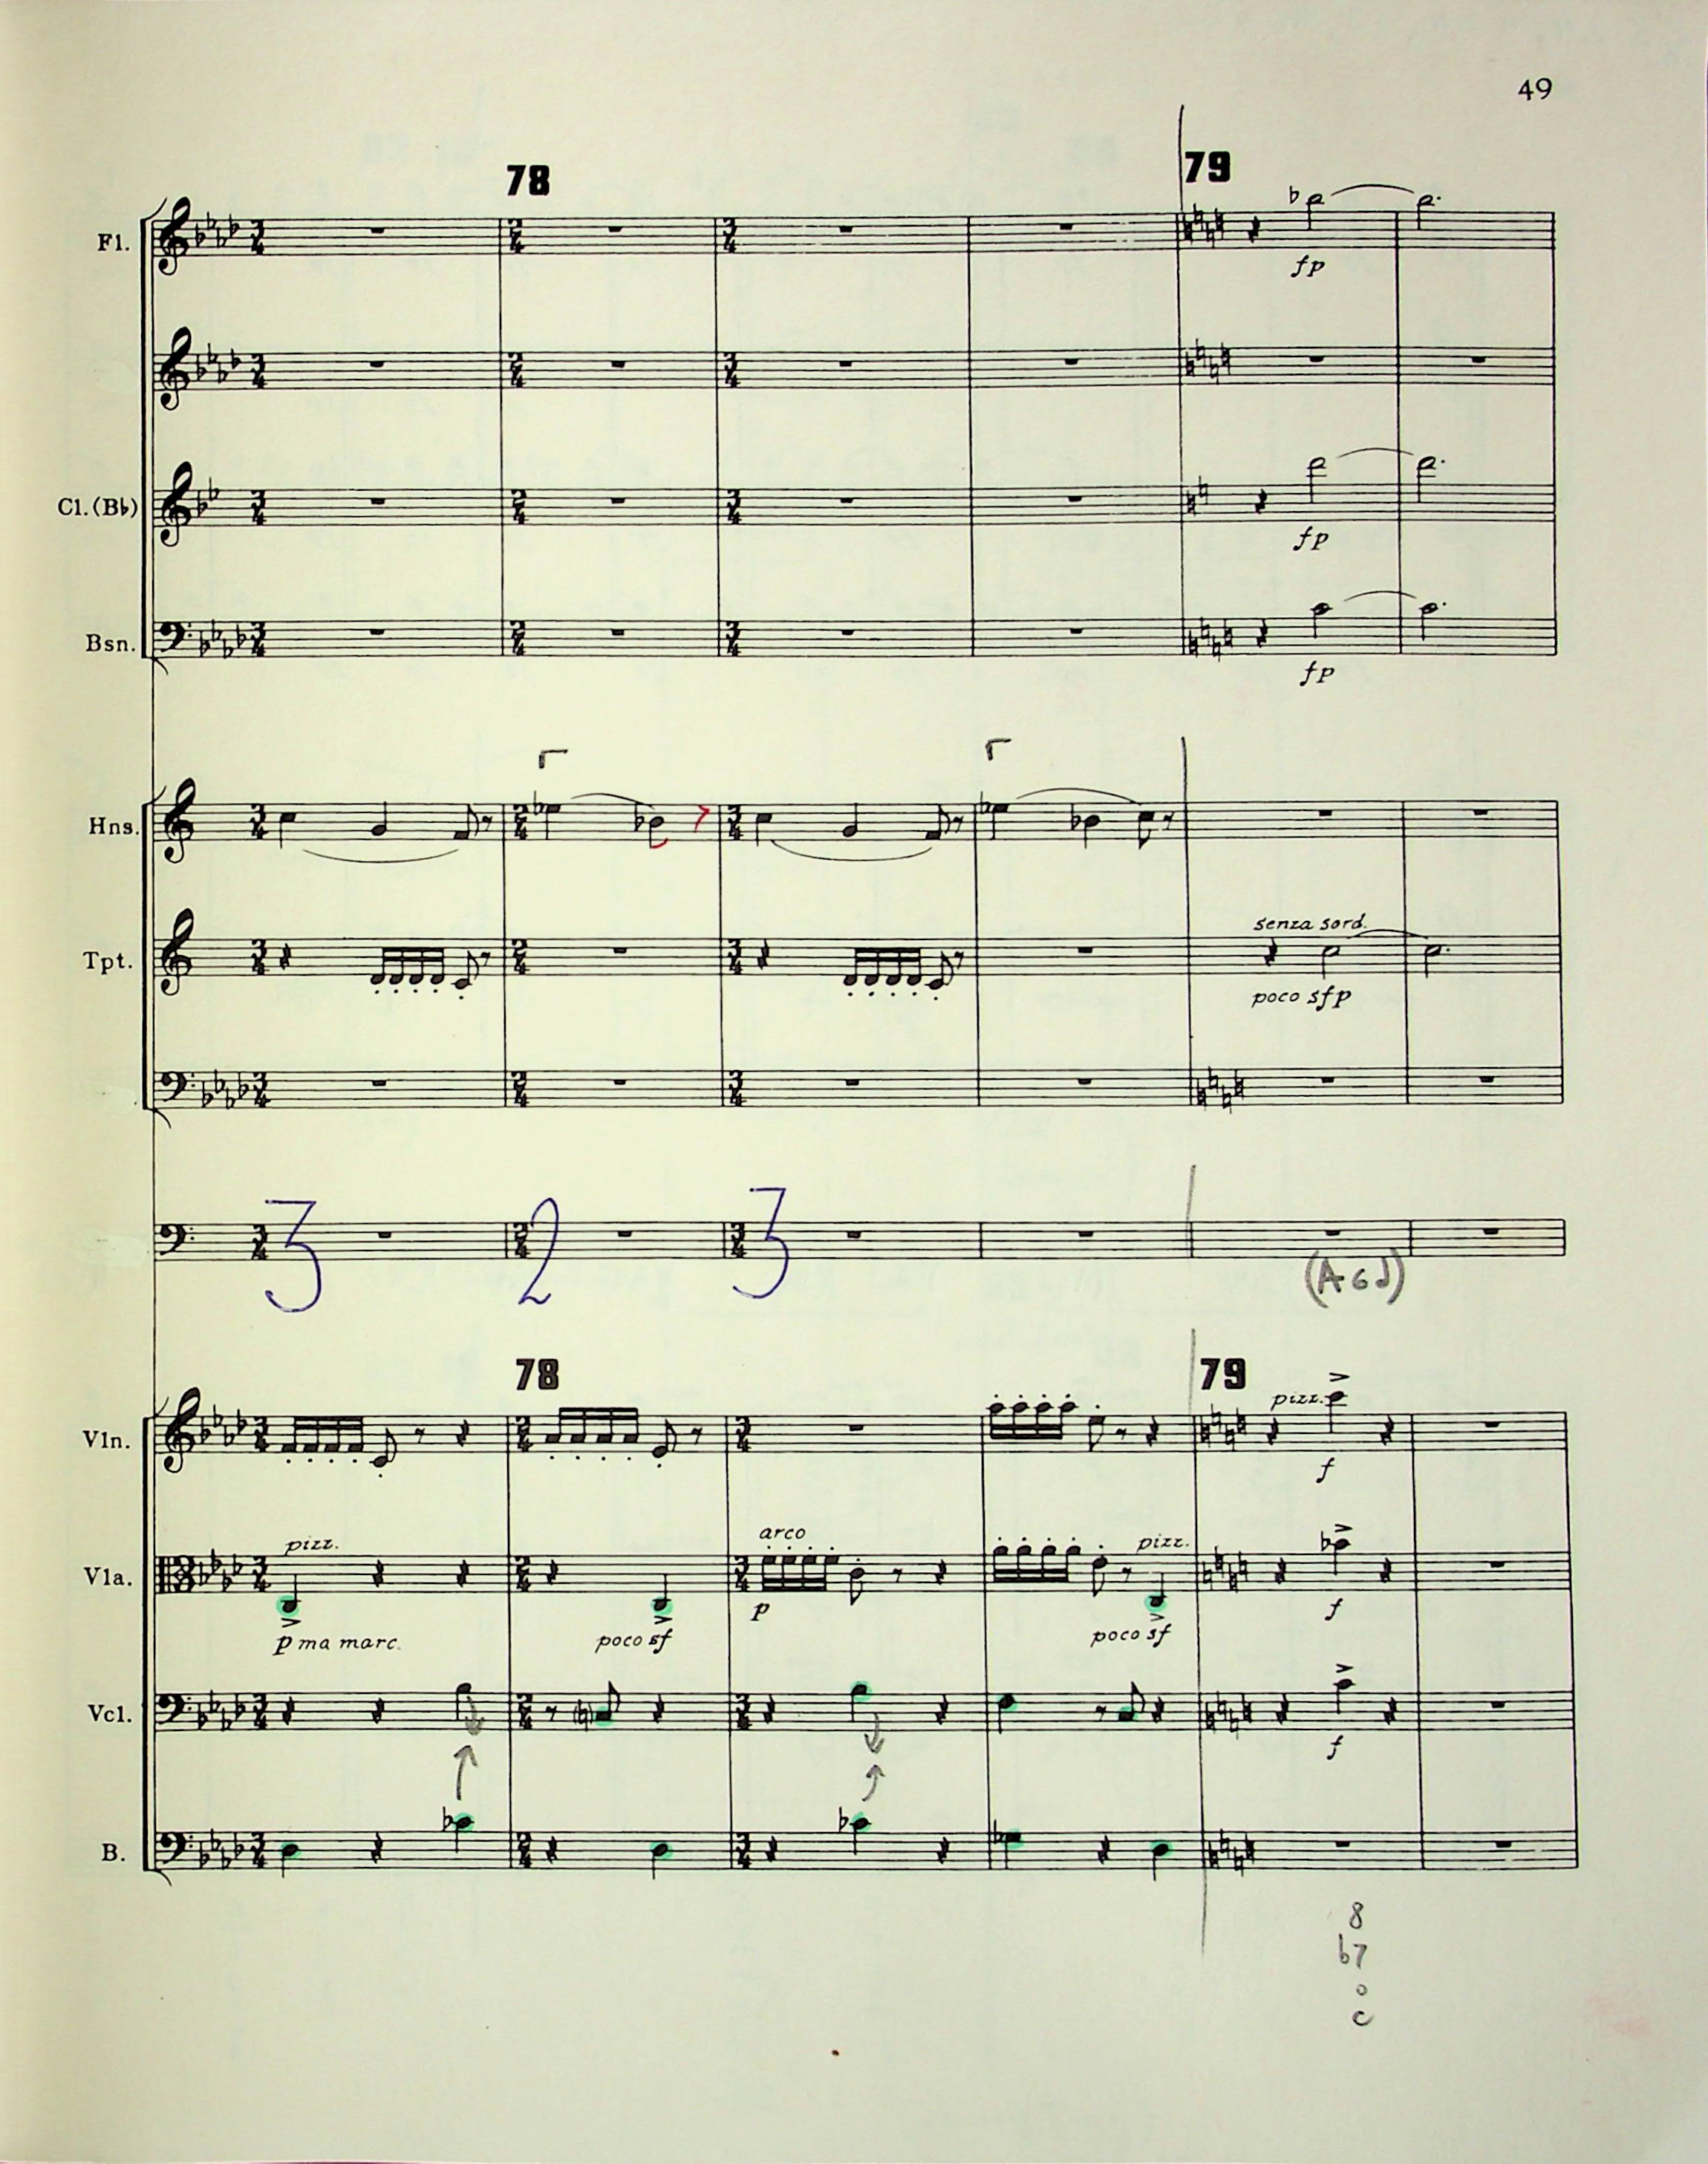 49
78
79
Fl.
fp
Cl. (B♭)
fp
Bsn.
fp
Hns.
senza sord.
Tpt.
poco sfp
3 2 3
(A G J)
78
79
pizz.
Vln.
f
pizz.
arco
pizz.
Vla.
p
f
p ma marc.
poco sf
poco sf
Vcl.
f
B.
8
♭7
o
c